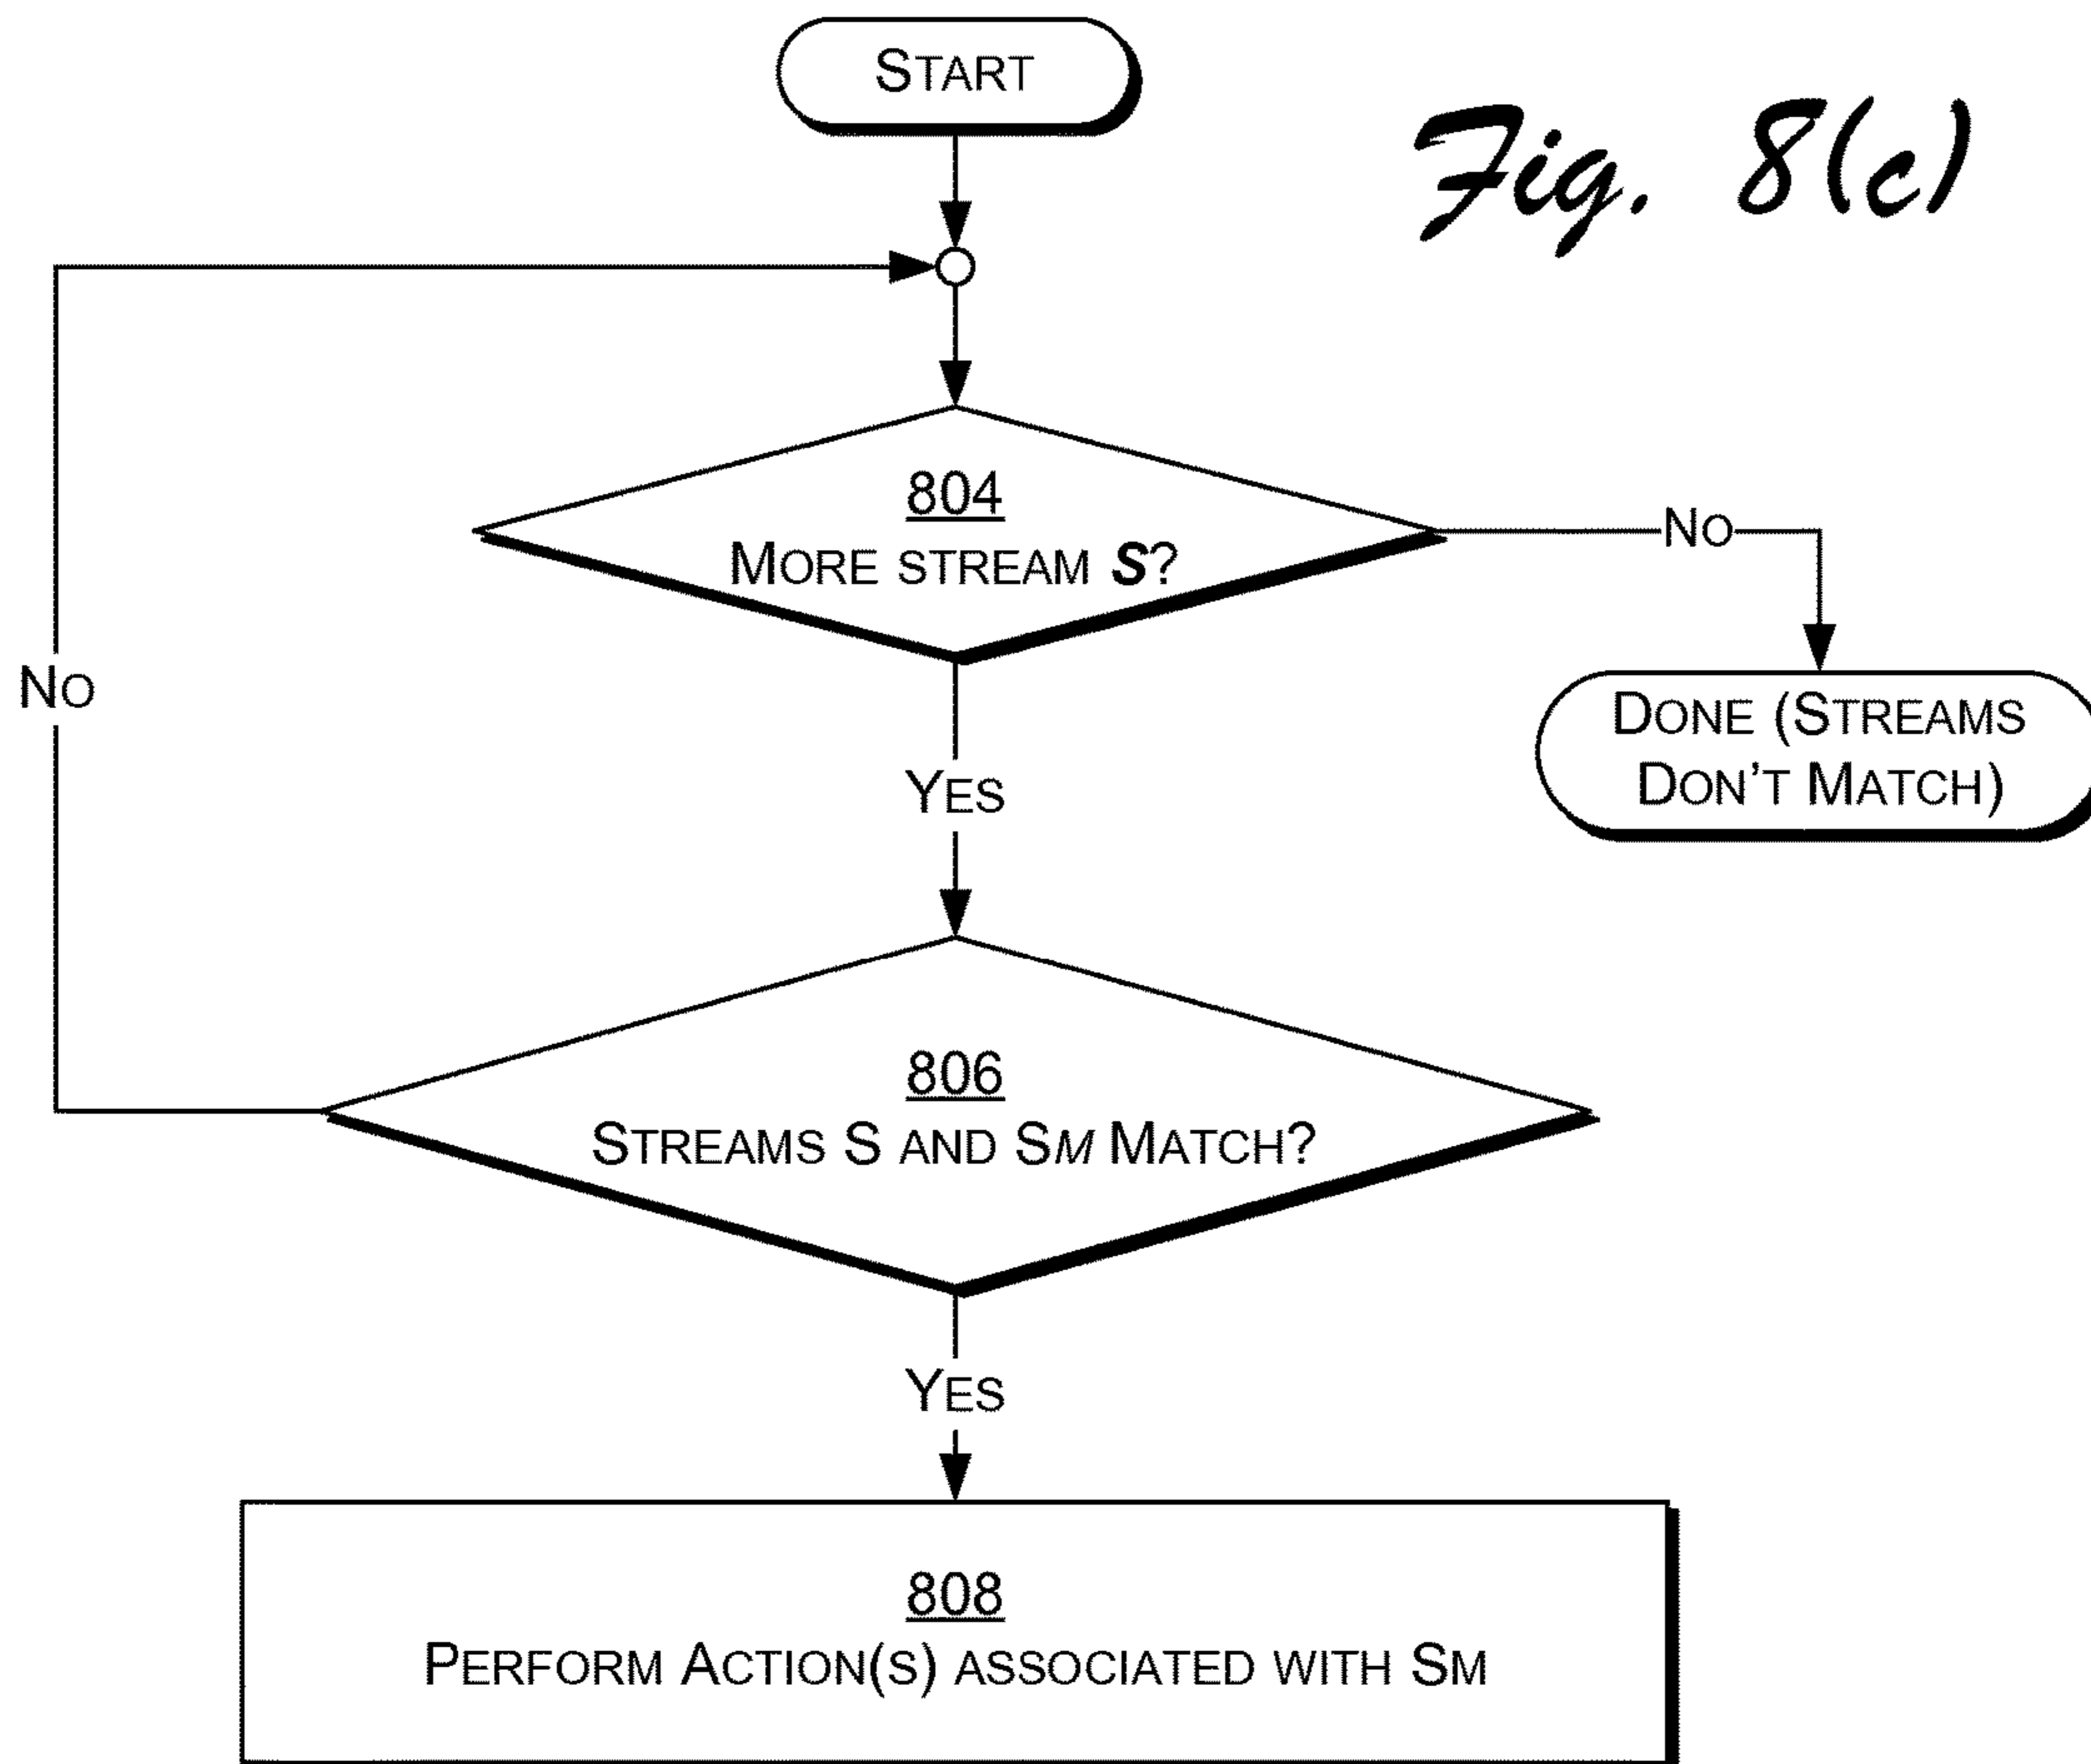 START
Fig. 8(c)
804
MORE STREAM S?
NO
DONE (STREAMS
DON'T MATCH)
NO
YES
806
STREAMS S AND SM MATCH?
YES
808
PERFORM ACTION(S) ASSOCIATED WITH SM